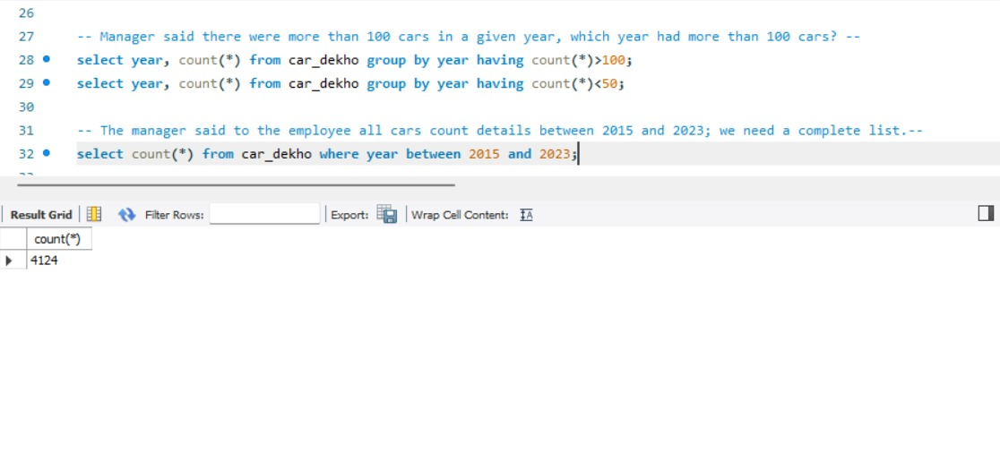 26
27 -- Manager said there were more than 100 cars in a given year, which year had more than 100 cars? --
28 select year, count(*) from car_dekho group by year having count(*)>100;
29 select year, count(*) from car_dekho group by year having count(*)<50;
30
31 -- The manager said to the employee all cars count details between 2015 and 2023; we need a complete list.--
32 select count(*) from car_dekho where year between 2015 and 2023;
Result Grid Filter Rows: Export: Wrap Cell Content: IA
count(*)
4124